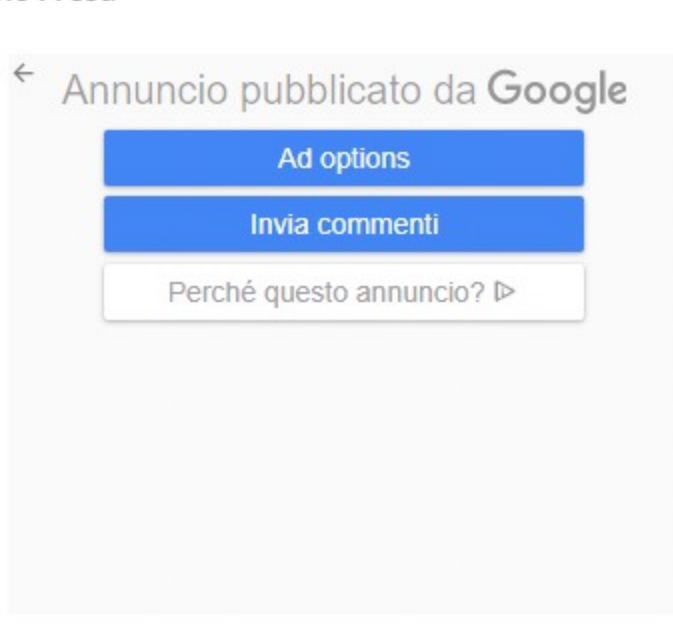 Annuncio pubblicato da Google
Ad options
Invia commenti
Perché questo annuncio?